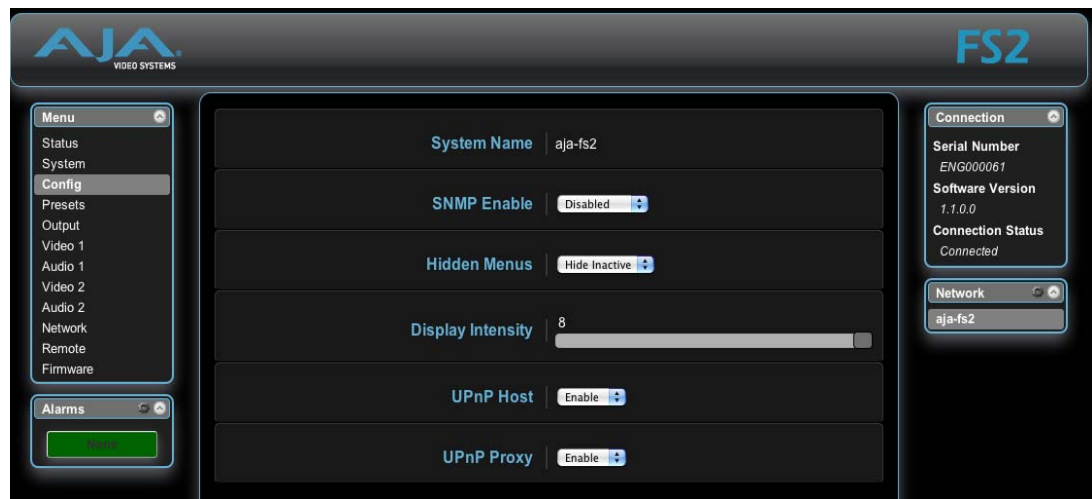 AJA
VIDEO SYSTEMS
FS2
Menu
Status
System
Config
Presets
Output
Video 1
Audio 1
Video 2
Audio 2
Network
Remote
Firmware
Alarms
None
System Name aja-fs2
SNMP Enable Disabled
Hidden Menus Hide Inactive
Display Intensity 8
UPnP Host Enable
UPnP Proxy Enable
Connection
Serial Number
ENG000061
Software Version
1.1.0.0
Connection Status
Connected
Network
aja-fs2